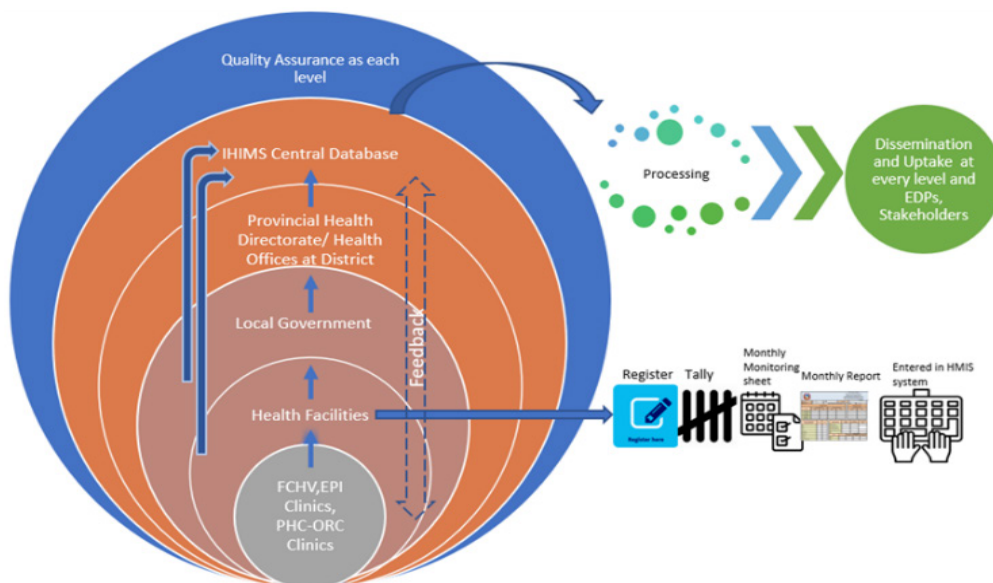 Quality Assurance as each
level
IHIMS Central Database
Provincial Health
Directorate/ Health
Offices at District
Local Government
Health Facilities
FCHV,EPI
Clinics,
PHC-ORC
Clinics
Feedback
Processing
Dissemination
and Uptake at
every level and
EDPs,
Stakeholders
Register
Register here
Tally
Monthly
Monitoring
sheet
Monthly Report
Entered in HMIS
system